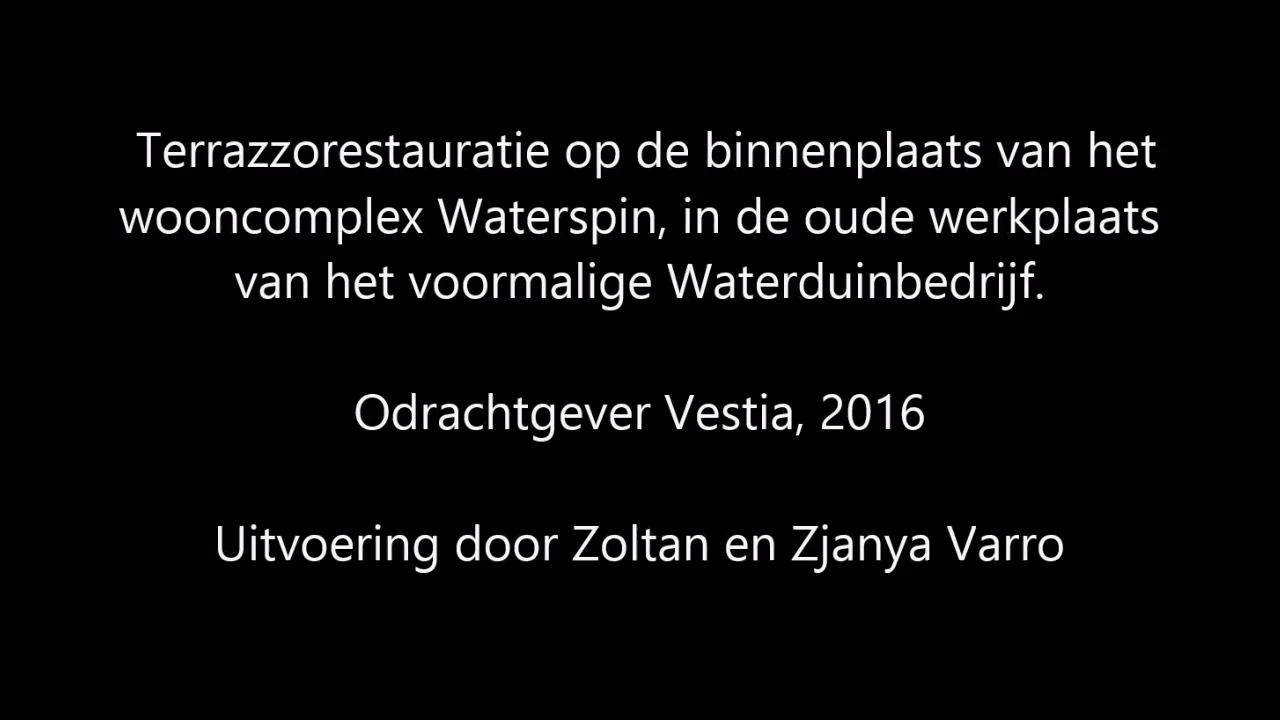 Terrazzorestauratie op de binnenplaats van het
wooncomplex Waterspin, in de oude werkplaats
van het voormalige Waterduinbedrijf.
Odrachtgever Vestia, 2016
Uitvoering door Zoltan en Zjanya Varro